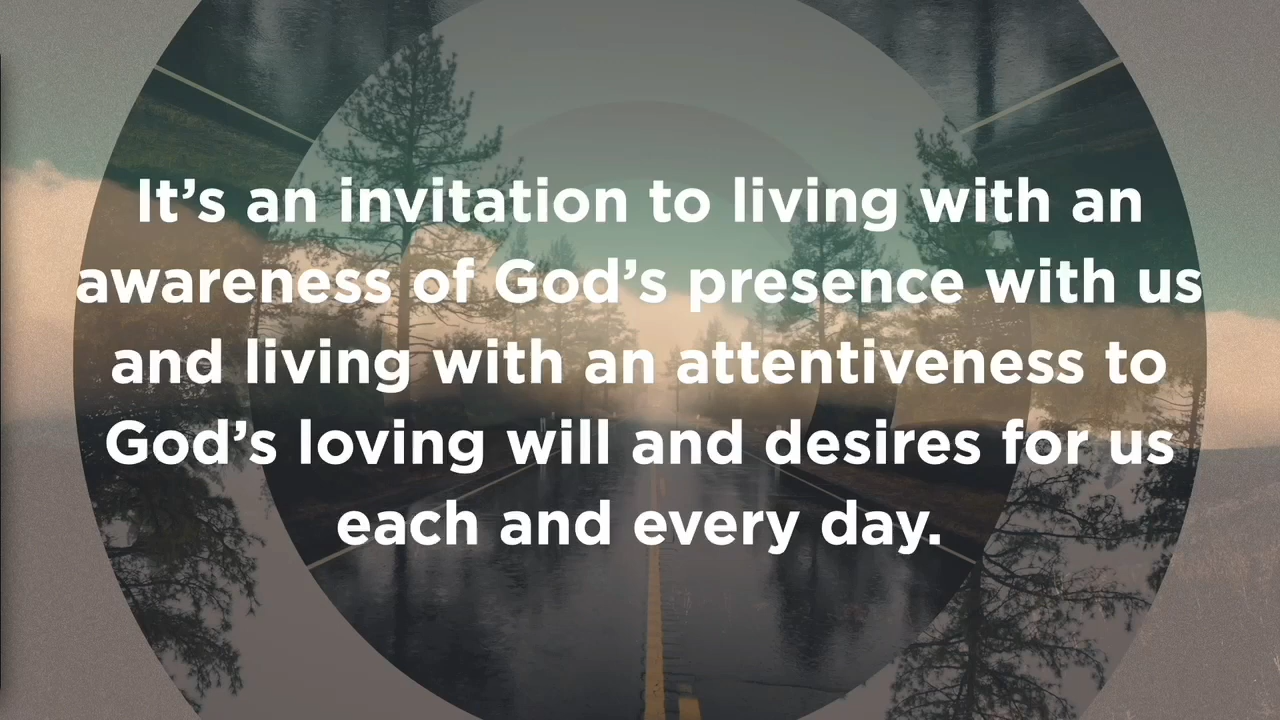 It’s an invitation to living with an
awareness of God’s presence with us
and living with an attentiveness to
God’s loving will and desires for us
each and every day.